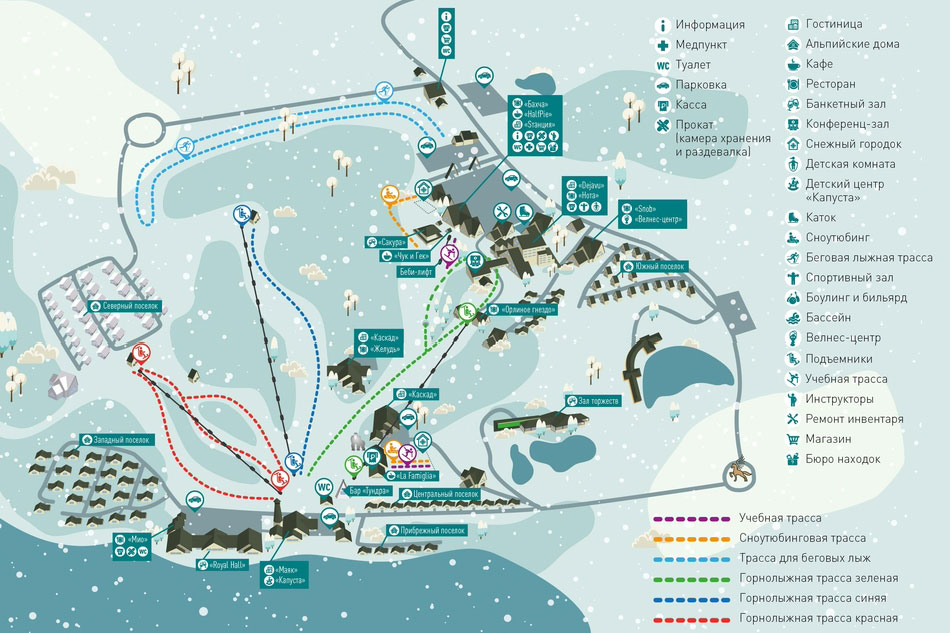 Информация
Медпункт
WC Туалет
Парковка
Касса
Прокат
(камера хранения
и раздевалка)
Гостиница
Альпийские дома
Кафе
Ресторан
Банкетный зал
Конференц-зал
Снежный городок
Детская комната
Детский центр
«Капуста»
Каток
Сноутюбинг
Беговая лыжная трасса
Спортивный зал
Боулинг и бильярд
Бассейн
Велнес-центр
Подъемники
Учебная трасса
Инструкторы
Ремонт инвентаря
Магазин
Бюро находок
WC
«Бахча»
«HalfPie»
«Станция»
WC
«Dejavu»
«Нота»
«Snob»
«Велнес-центр»
«Сакура»
«Чук и Гек»
Беби-лифт
Южный поселок
Северный поселок
«Орлиное гнездо»
«Каскад»
«Желудь»
«Каскад»
Зал торжеств
Западный поселок
«La Famiglia»
WC
Бар «Тундра»
Центральный поселок
Прибрежный поселок
«Мио»
WC
«Royal Hall»
«Маяк»
«Капуста»
Учебная трасса
Сноутюбинговая трасса
Трасса для беговых лыж
Горнолыжная трасса зеленая
Горнолыжная трасса синяя
Горнолыжная трасса красная